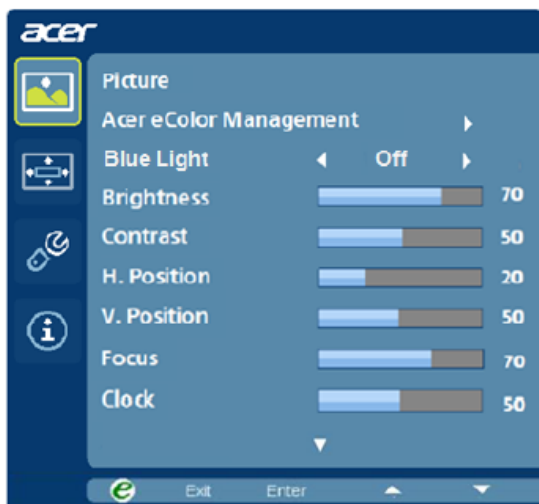 acer
Picture
Acer eColor Management
Blue Light Off
Brightness 70
Contrast 50
H. Position 20
V. Position 50
Focus 70
Clock 50
e Exit Enter